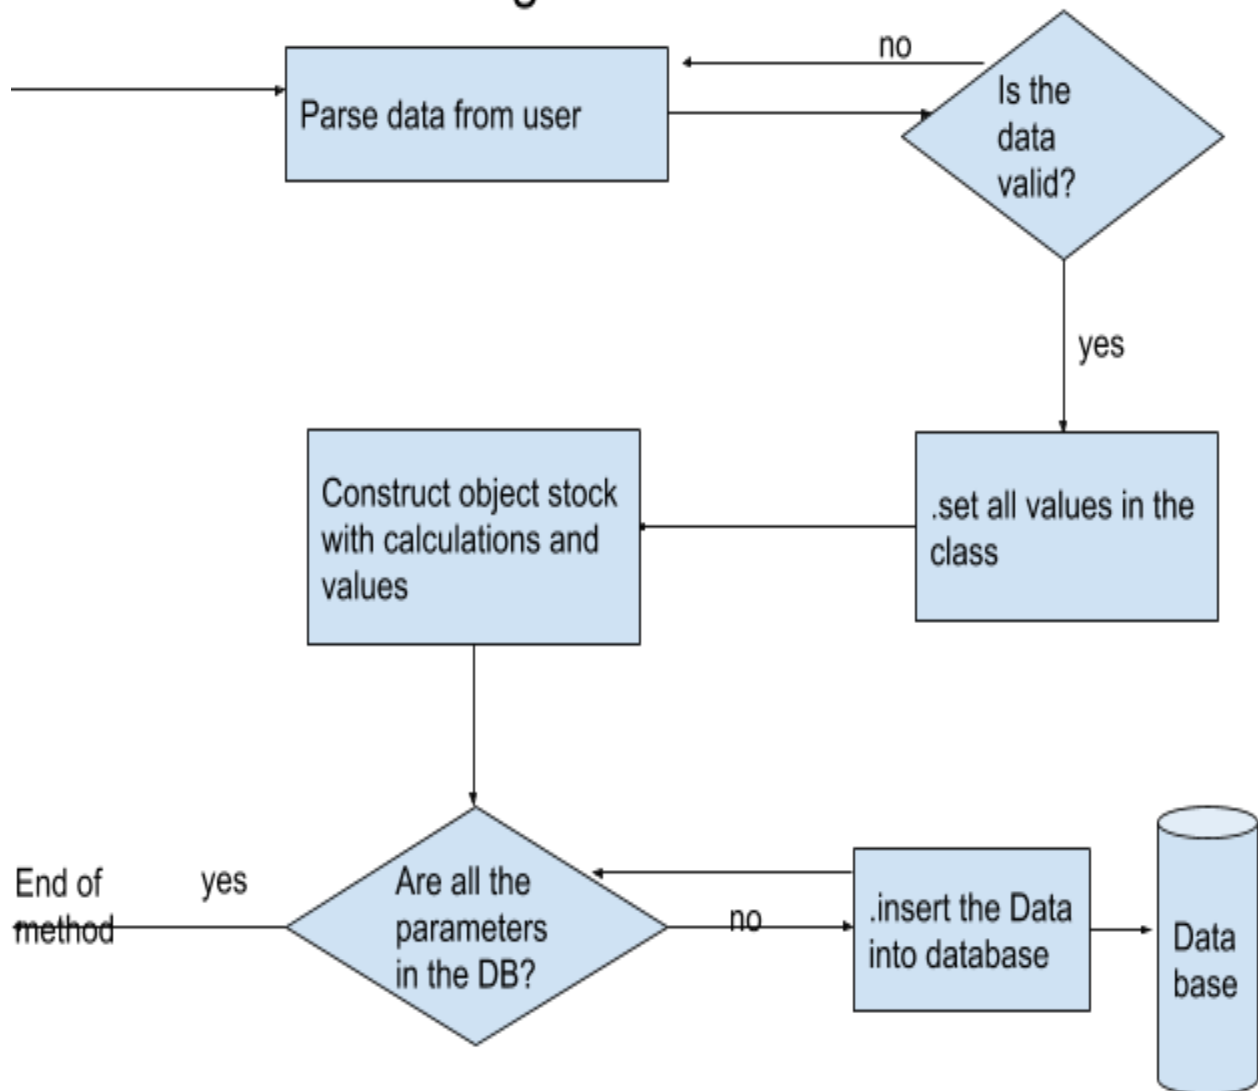 no
Parse data from user
Is the
data
valid?
yes
Construct object stock
with calculations and
values
.set all values in the
class
End of
method
yes
Are all the
parameters
in the DB?
no
.insert the Data
into database
Data
base